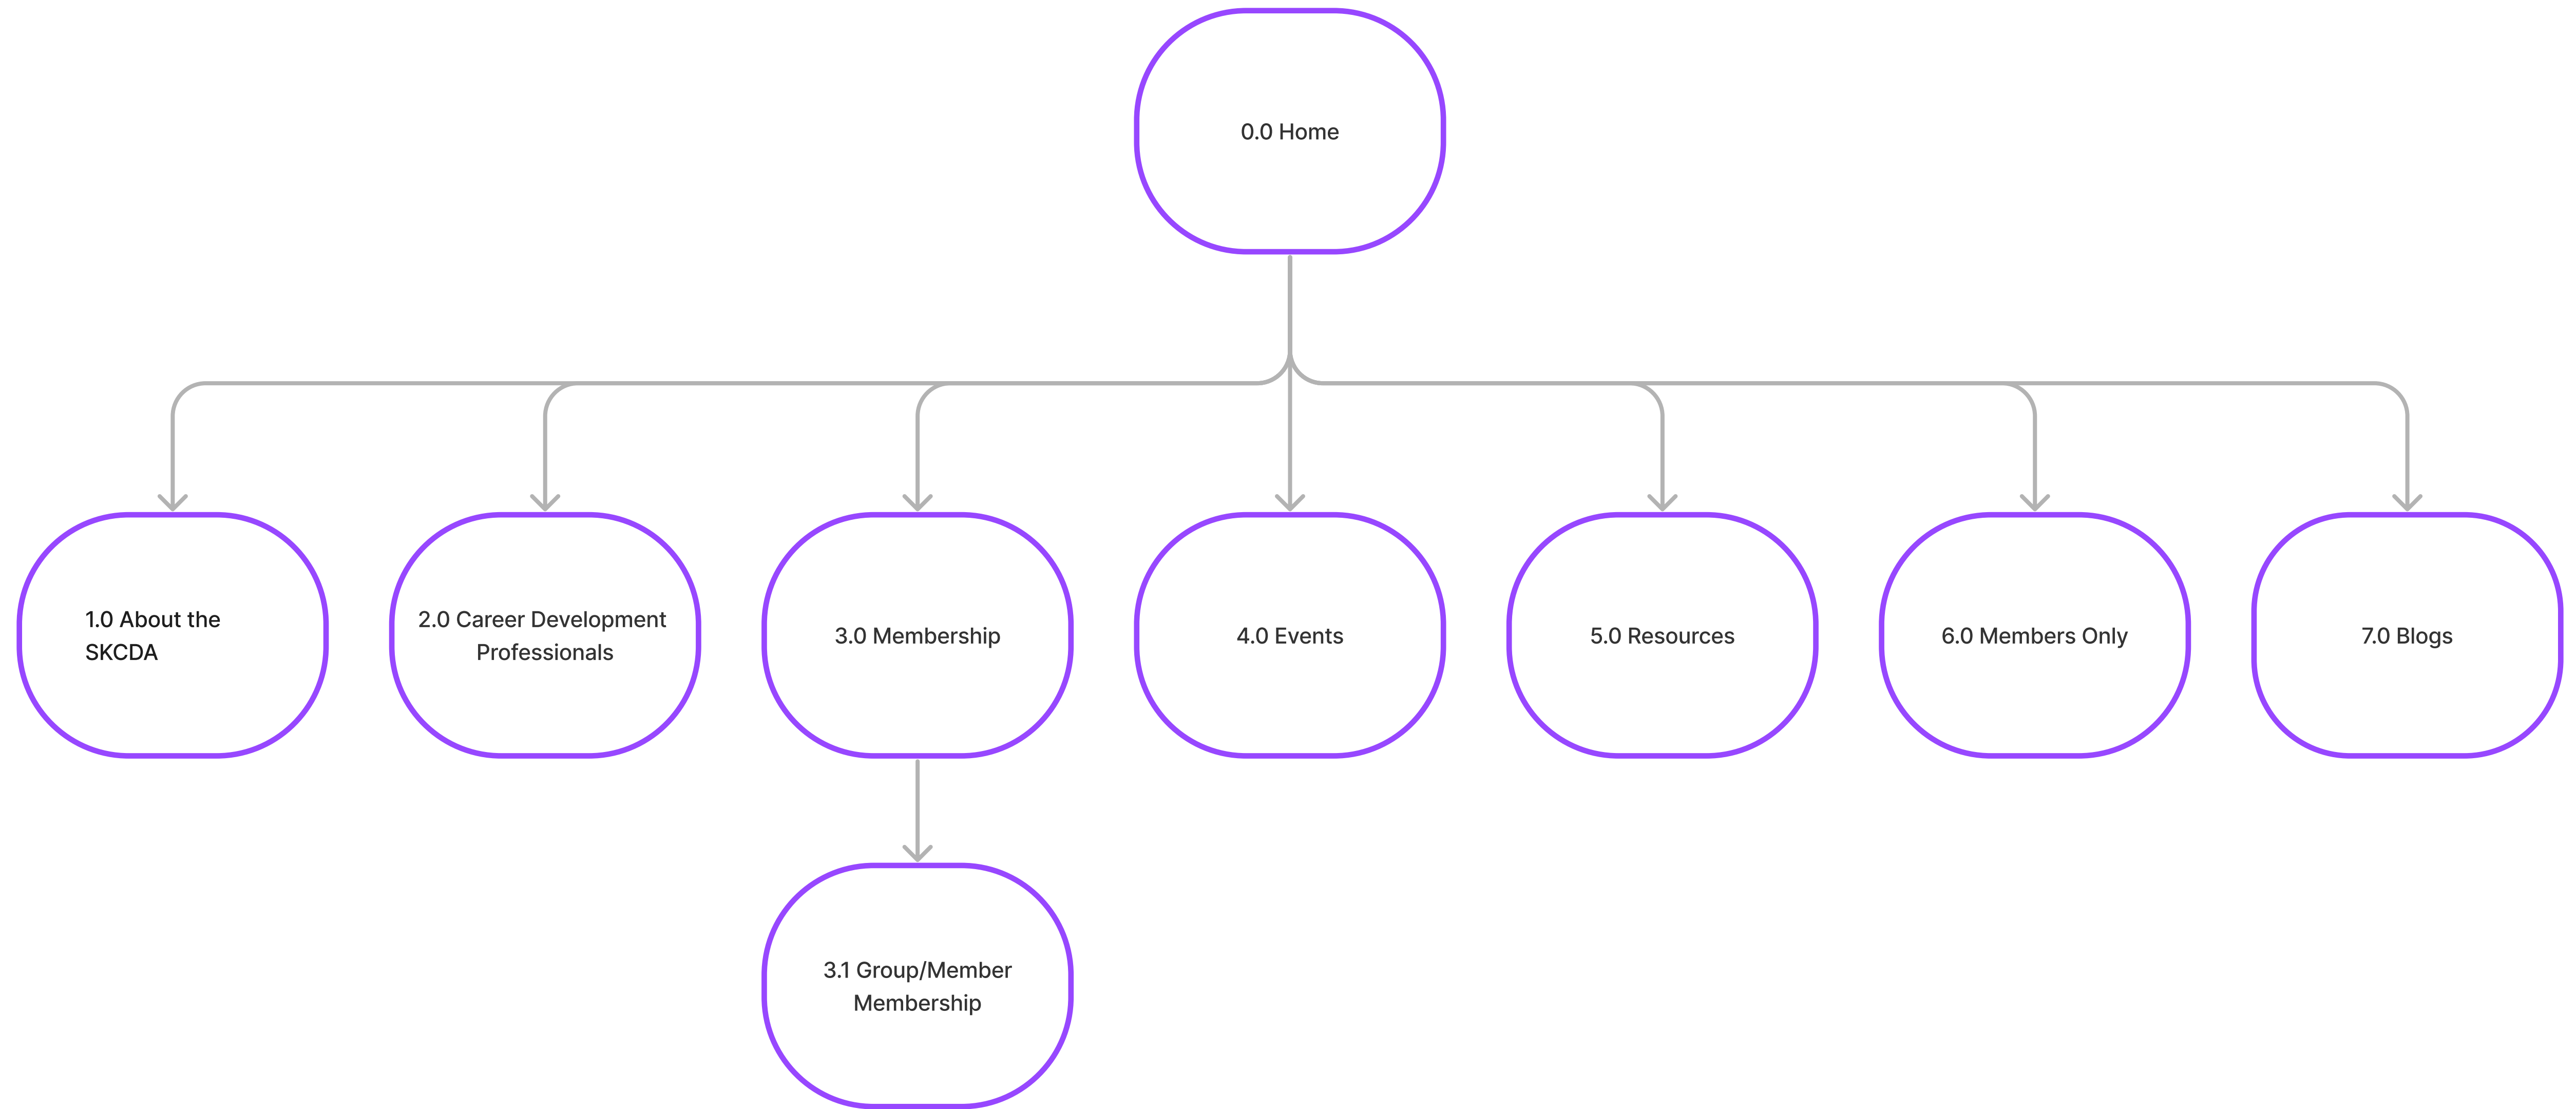 0.0 Home
1.0 About the
SKCDA
2.0 Career Development
Professionals
3.0 Membership
4.0 Events
5.0 Resources
6.0 Members Only
7.0 Blogs
3.1 Group/Member
Membership